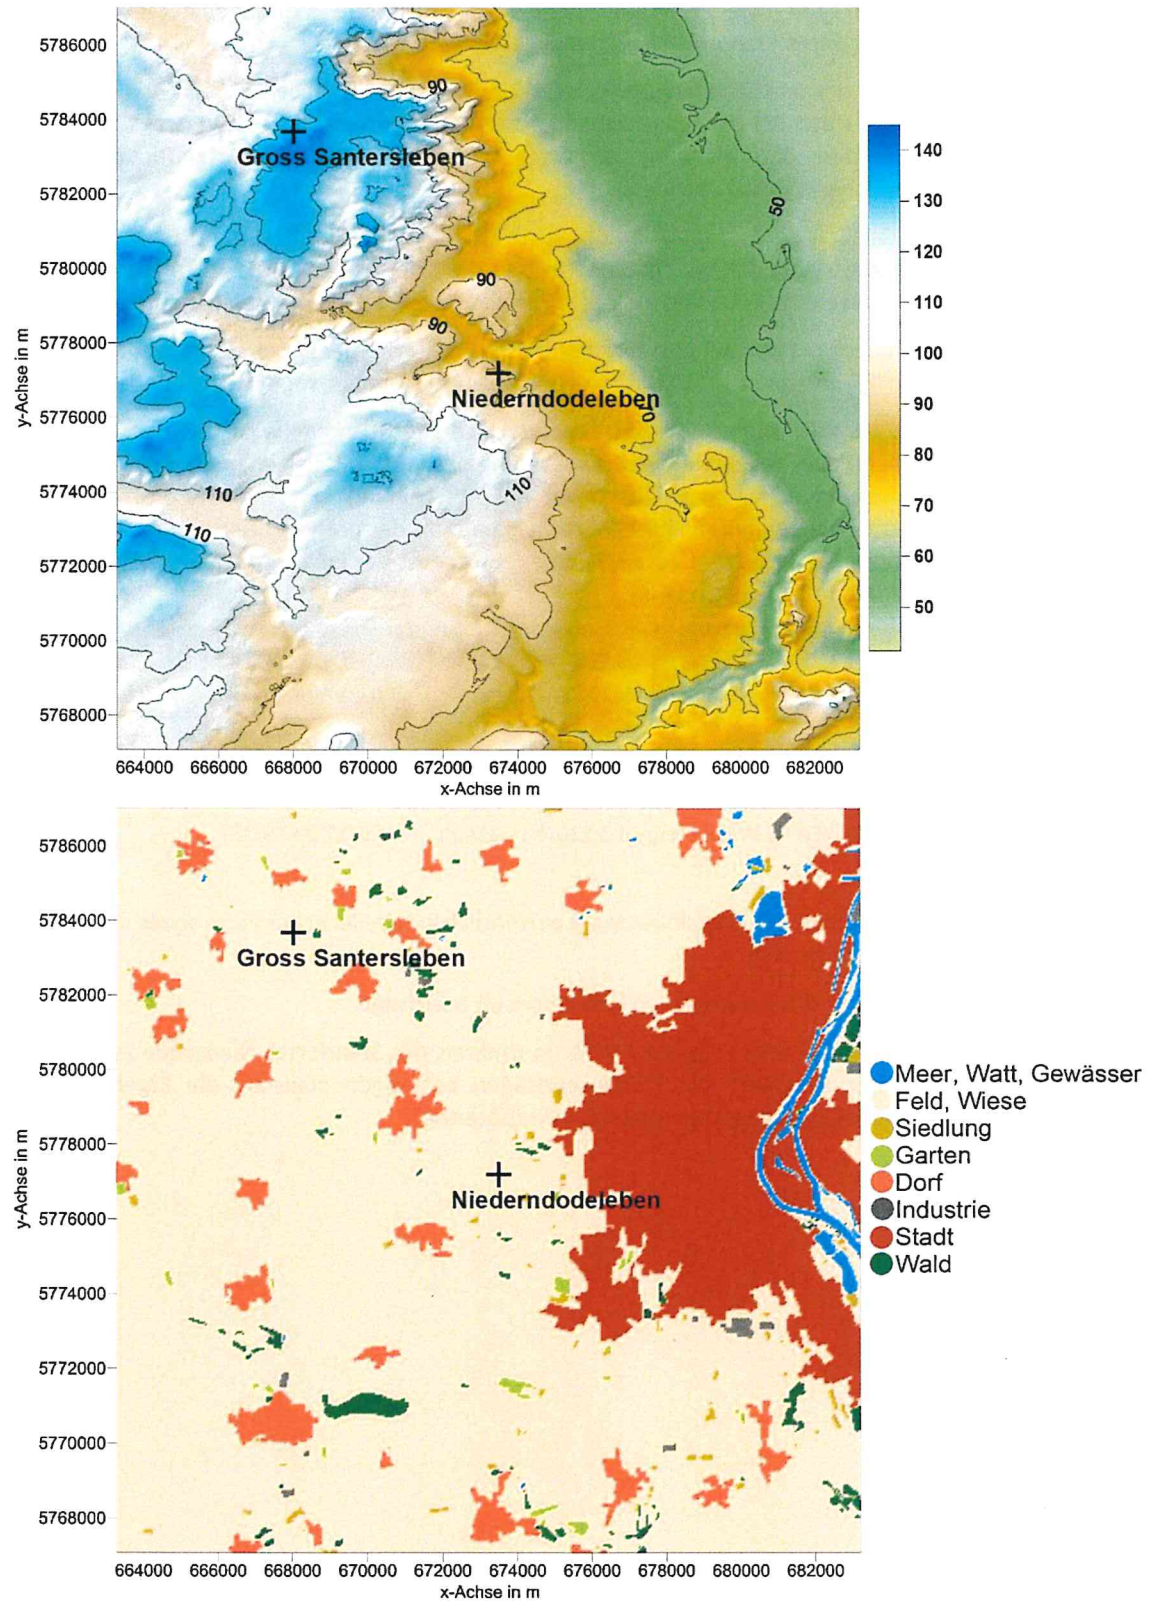 5786000
5784000
5782000
5780000
5778000
5776000
5774000
5772000
5770000
5768000
y-Achse in m
90
Gross Santersleben
50
90
90
Niederndodeleben
110
110
110
664000 666000 668000 670000 672000 674000 676000 678000 680000 682000
x-Achse in m
140
130
120
110
100
90
80
70
60
50
5786000
5784000
5782000
5780000
5778000
5776000
5774000
5772000
5770000
5768000
y-Achse in m
Gross Santersleben
Niederndodeleben
664000 666000 668000 670000 672000 674000 676000 678000 680000 682000
x-Achse in m
Meer, Watt, Gewässer
Feld, Wiese
Siedlung
Garten
Dorf
Industrie
Stadt
Wald